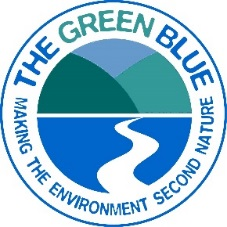 THE GREEN BLUE
MAKING THE ENVIRONMENT SECOND NATURE